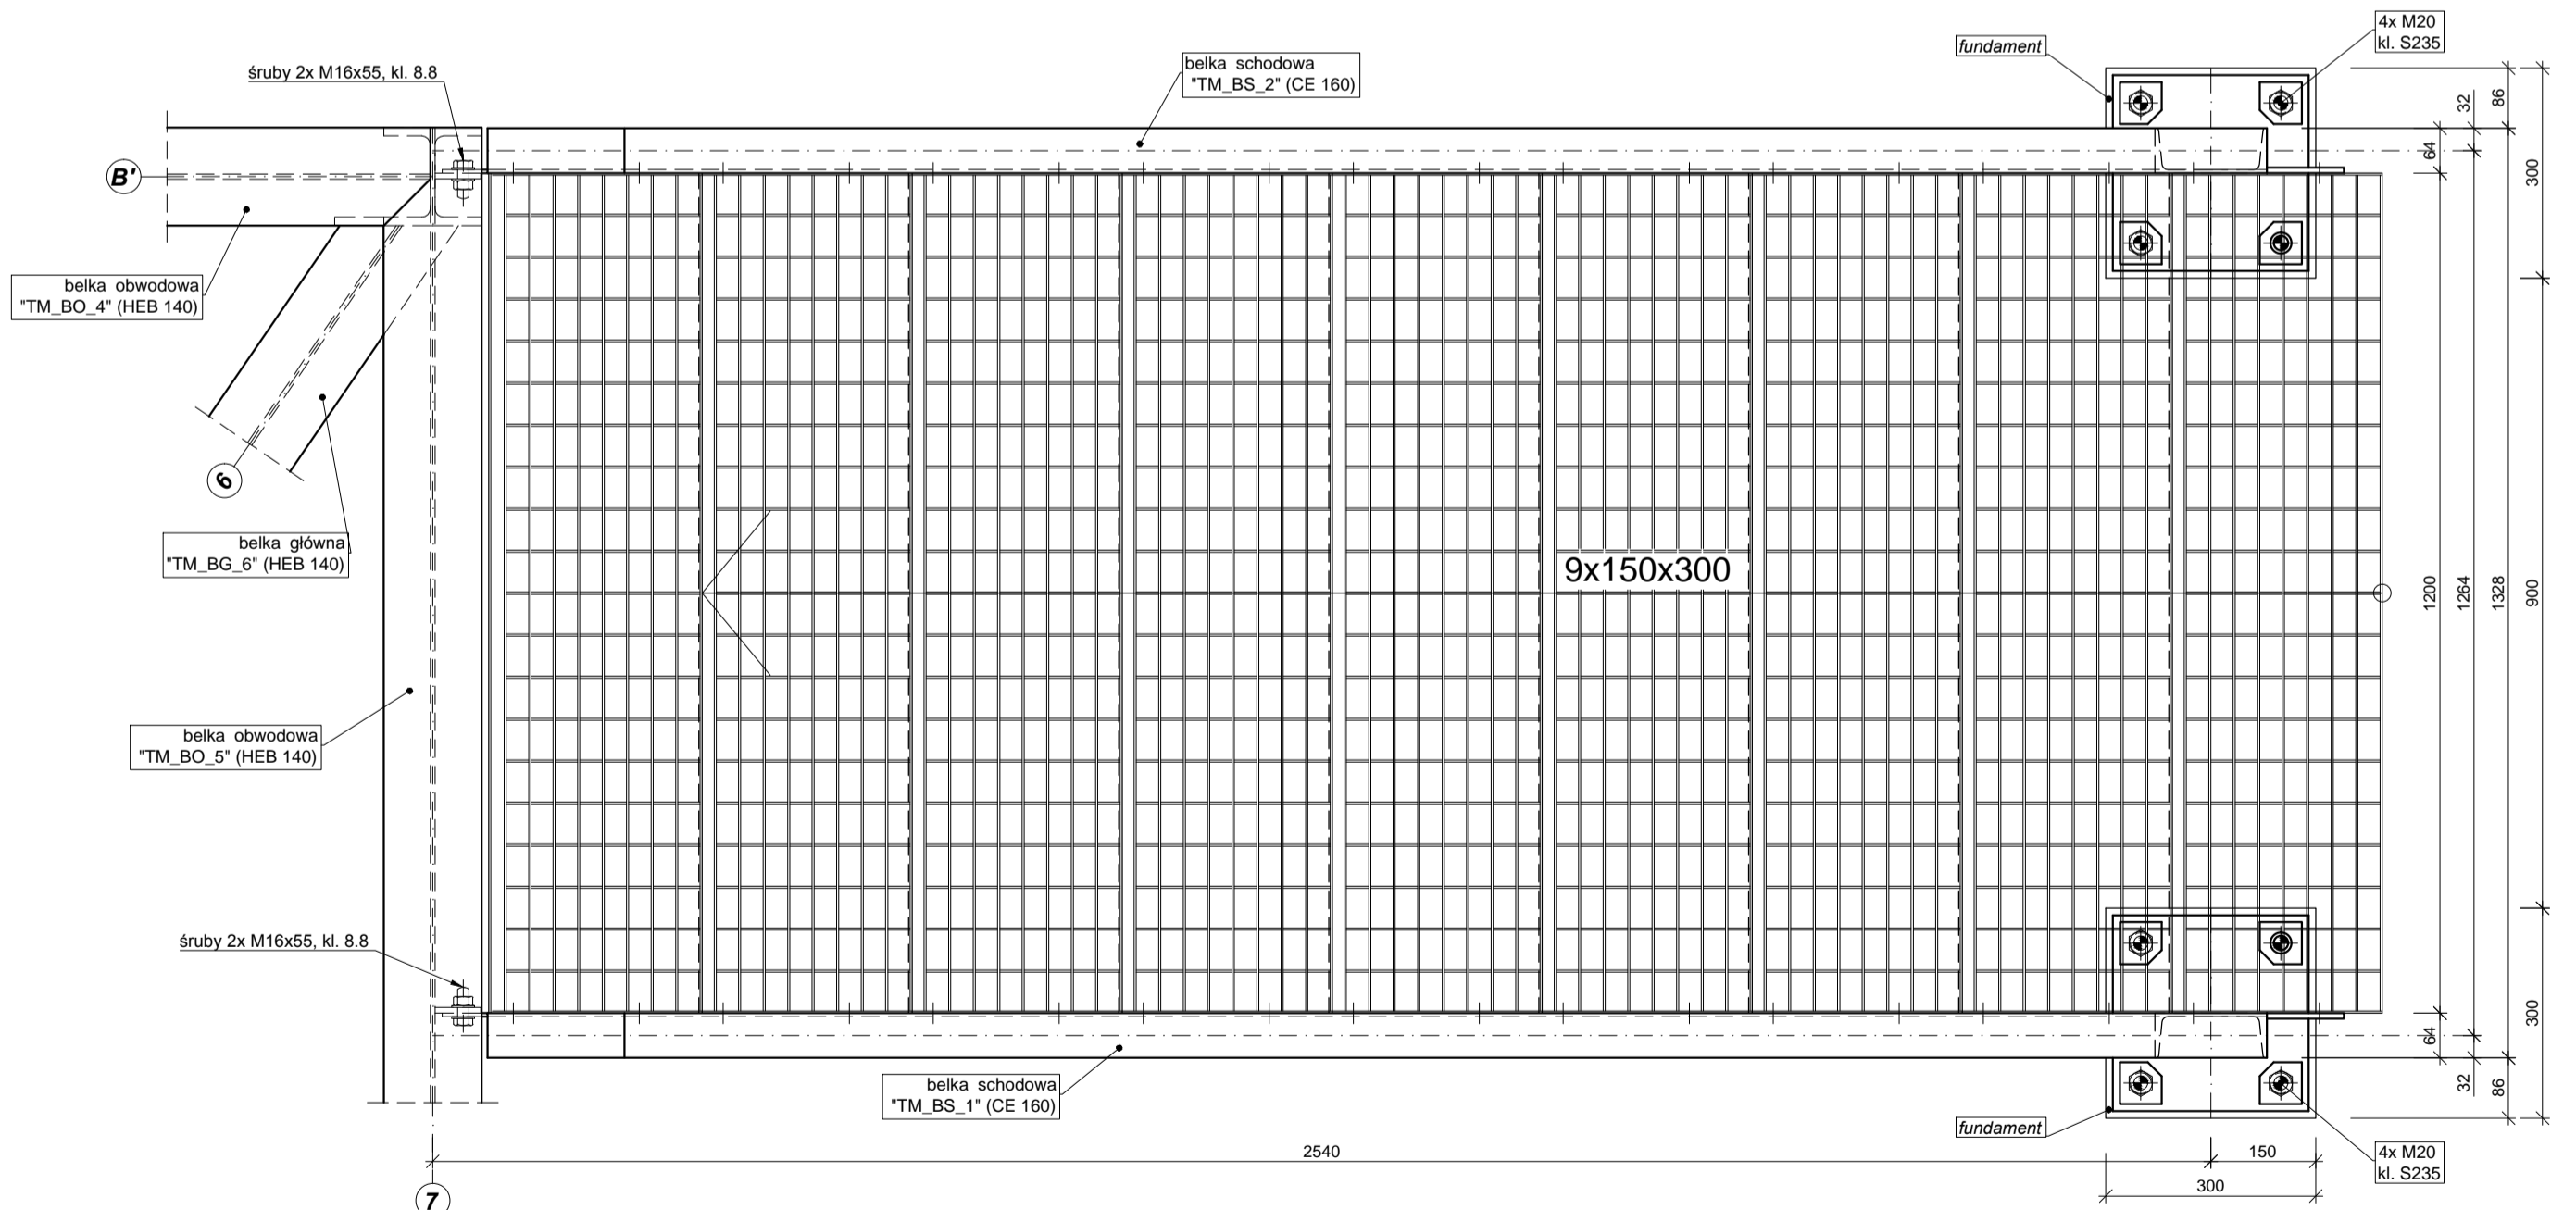 4x M20
kl. S235
fundament
śruby 2x M16x55, kl. 8.8
belka schodowa
"TM_BS_2" (CE 160)
32
86
64
300
B'
belka obwodowa
"TM_BO_4" (HEB 140)
6
belka główna
"TM_BG_6" (HEB 140)
9x150x300
1200
1264
1328
900
belka obwodowa
"TM_BO_5" (HEB 140)
śruby 2x M16x55, kl. 8.8
64
32
86
300
belka schodowa
"TM_BS_1" (CE 160)
fundament
2540
150
300
4x M20
kl. S235
7